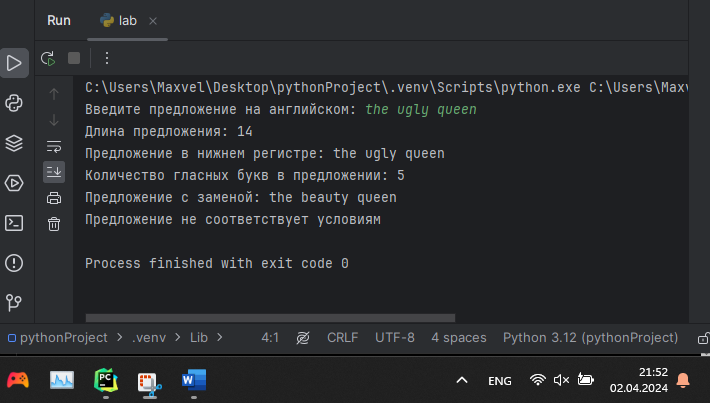 Run lab
C:\Users\Maxvel\Desktop\pythonProject\.venv\Scripts\python.exe C:\Users\Maxv
Введите предложение на английском: the ugly queen
Длина предложения: 14
Предложение в нижнем регистре: the ugly queen
Количество гласных букв в предложении: 5
Предложение с заменой: the beauty queen
Предложение не соответствует условиям
Process finished with exit code 0
pythonProject > .venv > Lib > 4:1 CRLF UTF-8 4 spaces Python 3.12 (pythonProject)
PC W ENG 21:52
02.04.2024